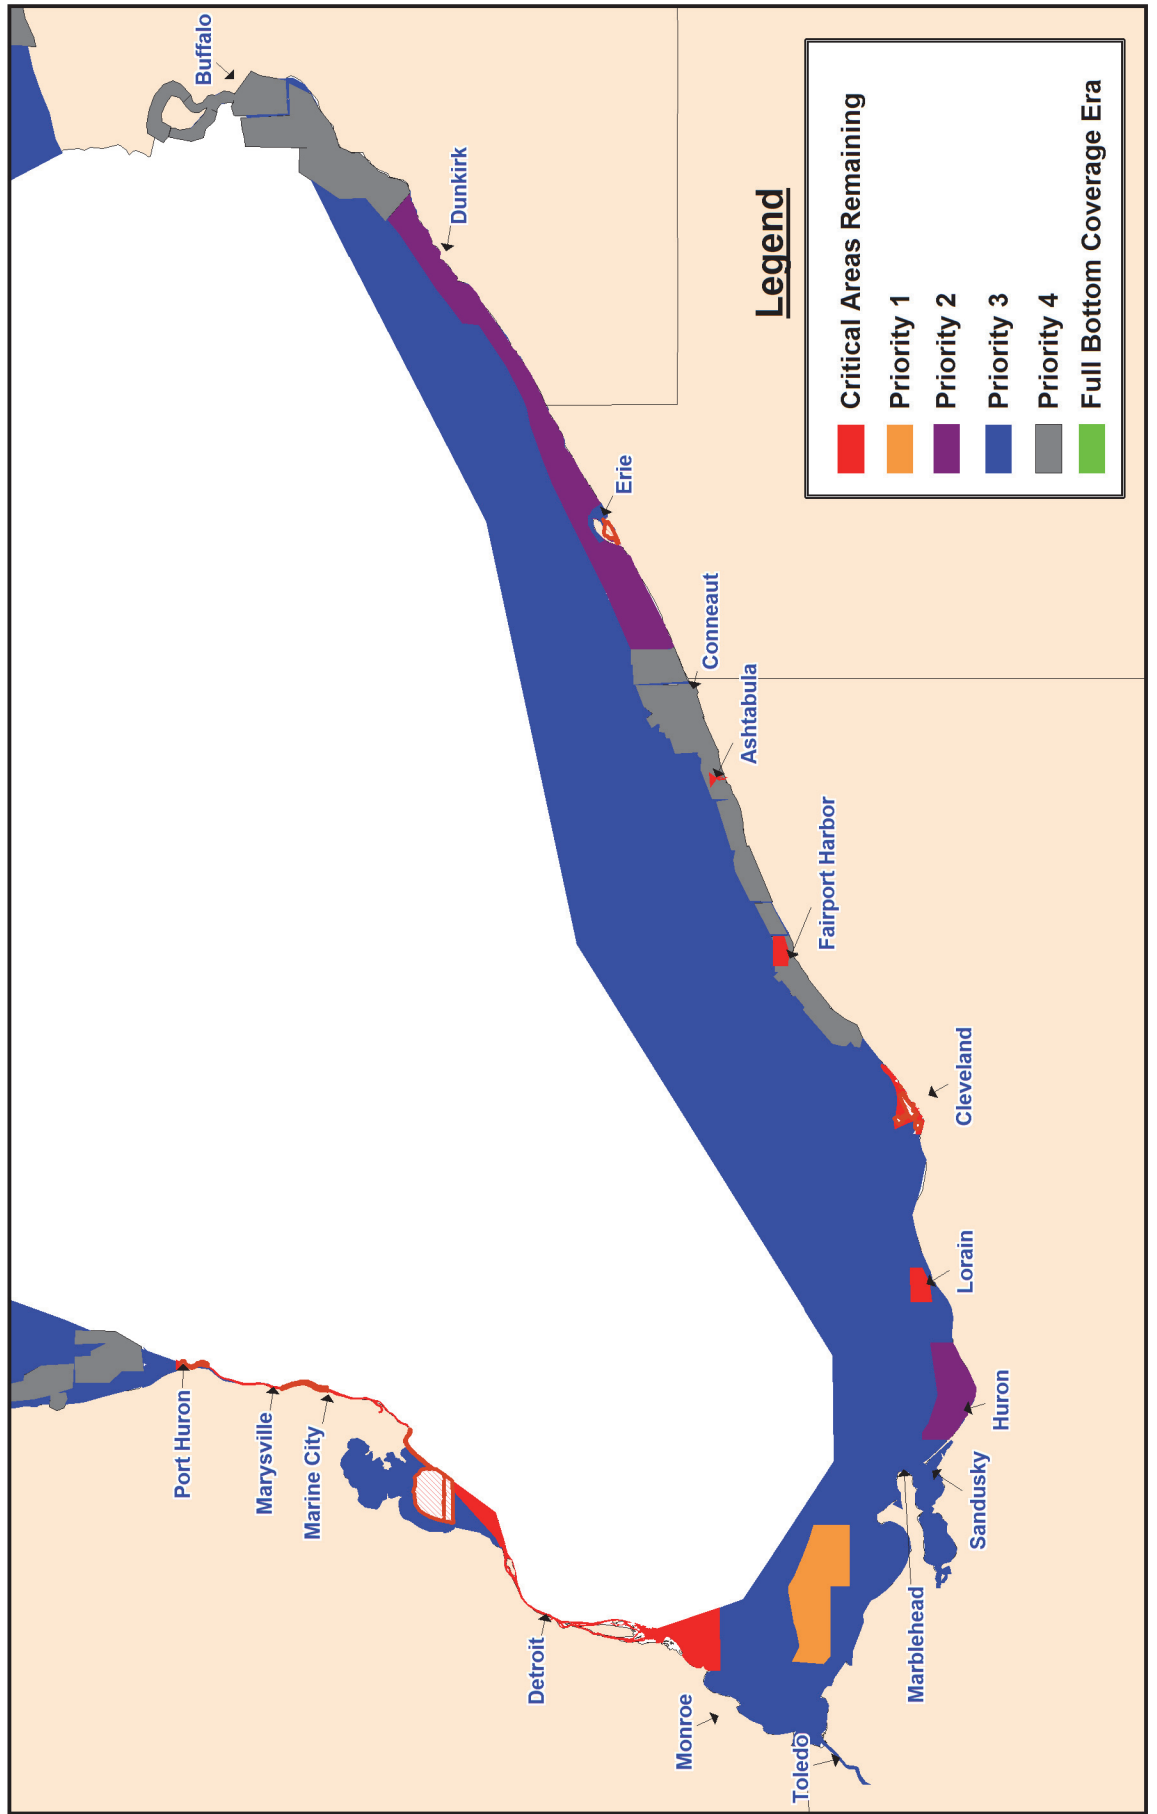 Port Huron
Marysville
Marine City
Detroit
Monroe
Toledo
Marblehead
Sandusky
Huron
Lorain
Cleveland
Fairport Harbor
Ashtabula
Conneaut
Erie
Dunkirk
Buffalo
Legend
Critical Areas Remaining
Priority 1
Priority 2
Priority 3
Priority 4
Full Bottom Coverage Era